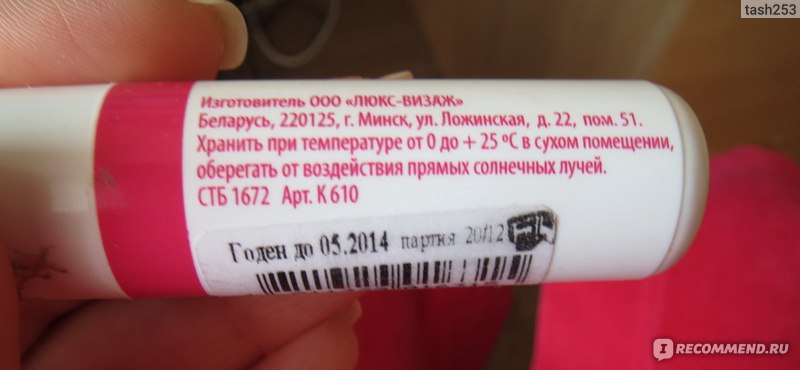 tash253
Изготовитель ООО «ЛЮКС-ВИЗАЖ»
Беларусь, 220125, г. Минск, ул. Ложинская, д. 22, пом. 51.
Хранить при температуре от 0 до + 25 ºС в сухом помещении,
оберегать от воздействия прямых солнечных лучей.
СТБ 1672 Арт. К 610
Годен до 05.2014 партия 20/12
IRECOMMEND.RU